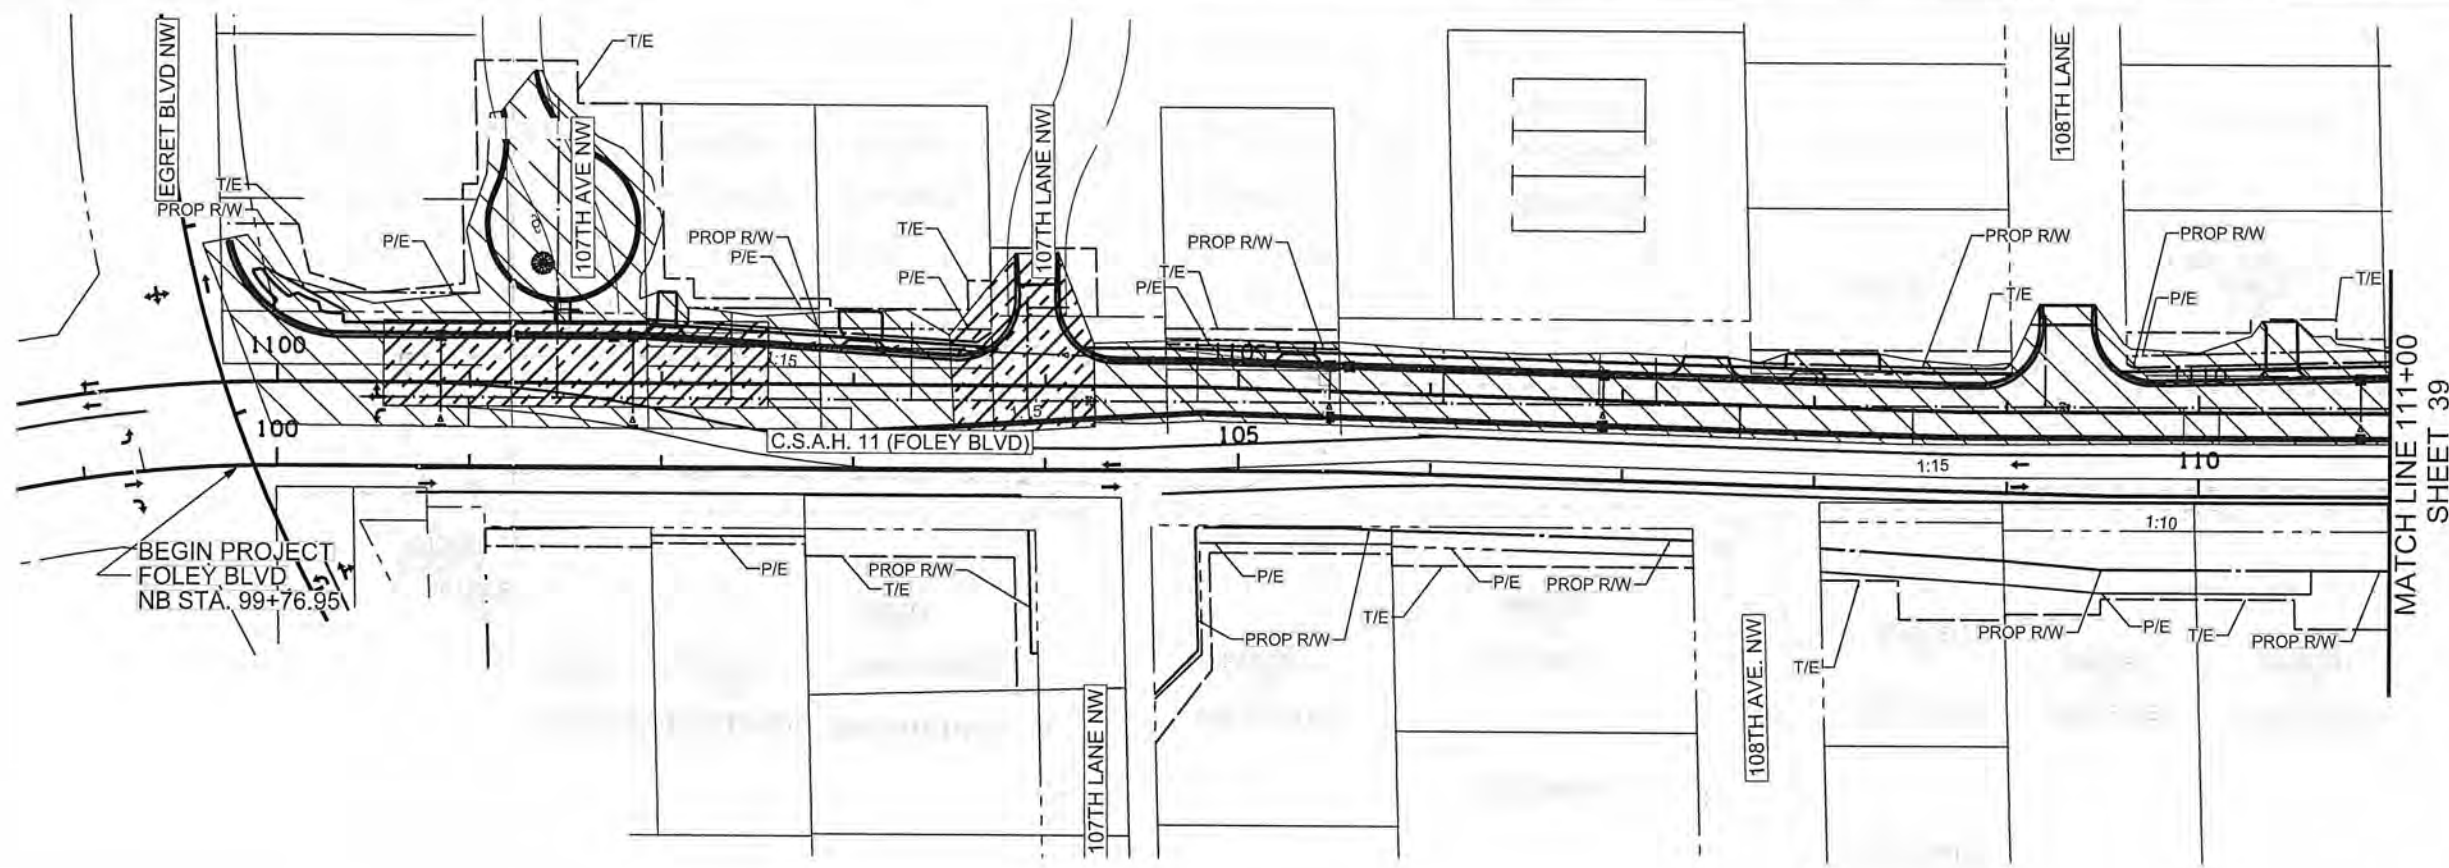 EGRET BLVD NW
T/E
107TH AVE NW
107TH LANE NW
108TH LANE
T/E
PROP R/W
P/E
PROP R/W
P/E
T/E
P/E
PROP R/W
T/E
P/E
PROP R/W
T/E
PROP R/W
P/E
T/E
1100
1:15
110
100
C.S.A.H. 11 (FOLEY BLVD)
105
1:15
110
1:10
BEGIN PROJECT
FOLEY BLVD
NB STA. 99+76.95
P/E
PROP R/W
T/E
107TH LANE NW
P/E
PROP R/W
T/E
P/E
PROP R/W
108TH AVE. NW
T/E
PROP R/W
P/E
T/E
PROP R/W
MATCH LINE 111+00
SHEET 39